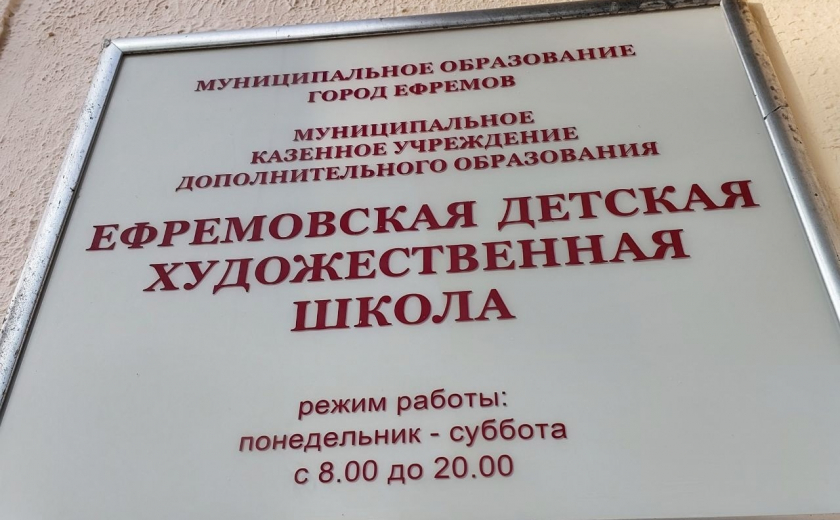 МУНИЦИПАЛЬНОЕ ОБРАЗОВАНИЕ
ГОРОД ЕФРЕМОВ
МУНИЦИПАЛЬНОЕ
КАЗЕННОЕ УЧРЕЖДЕНИЕ
ДОПОЛНИТЕЛЬНОГО ОБРАЗОВАНИЯ
ЕФРЕМОВСКАЯ ДЕТСКАЯ
ХУДОЖЕСТВЕННАЯ
ШКОЛА
режим работы:
понедельник - суббота
с 8.00 до 20.00